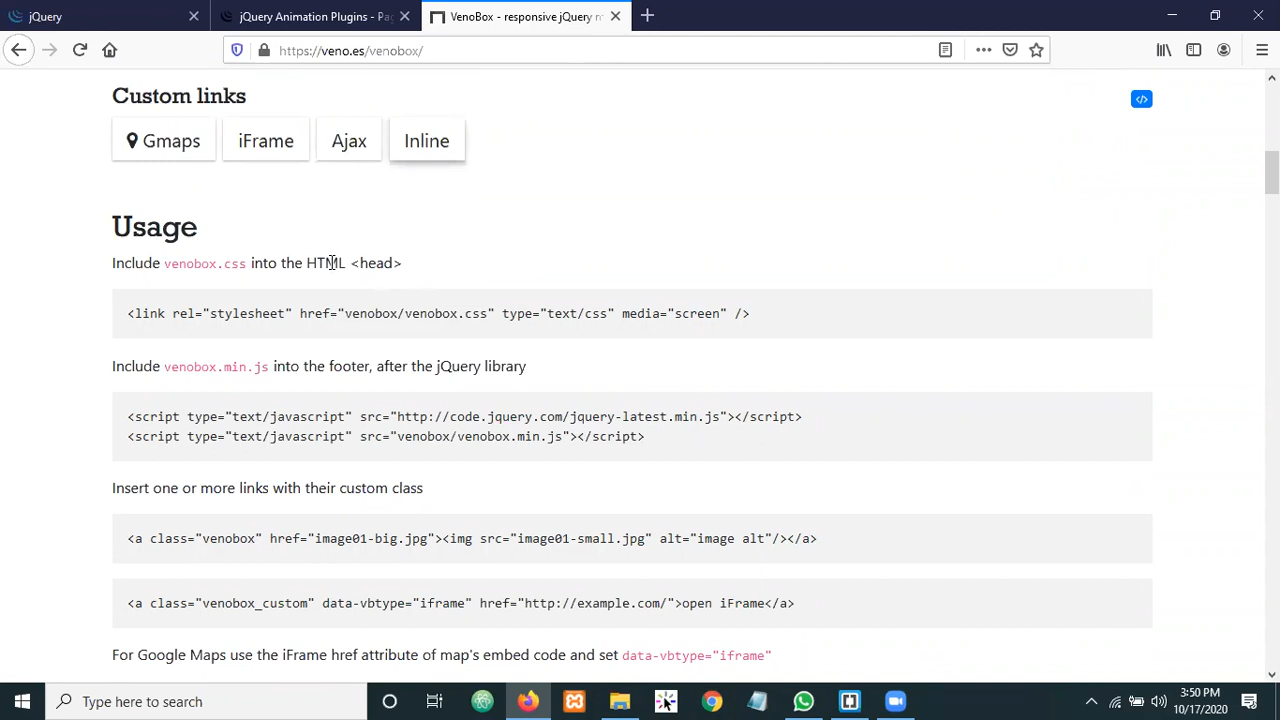 jQuery
jQuery Animation Plugins - Pa
VenoBox - responsive jQuery m
https://veno.es/venobox/
Custom links
Gmaps
iFrame
Ajax
Inline
Usage
Include venobox.css into the HTML <head>
<link rel="stylesheet" href="venobox/venobox.css" type="text/css" media="screen" />
Include venobox.min.js into the footer, after the jQuery library
<script type="text/javascript" src="http://code.jquery.com/jquery-latest.min.js"></script>
<script type="text/javascript" src="venobox/venobox.min.js"></script>
Insert one or more links with their custom class
<a class="venobox" href="image01-big.jpg"><img src="image01-small.jpg" alt="image alt"/></a>
<a class="venobox_custom" data-vbtype="iframe" href="http://example.com/">open iFrame</a>
For Google Maps use the iFrame href attribute of map's embed code and set data-vbtype="iframe"
Type here to search
3:50 PM
10/17/2020